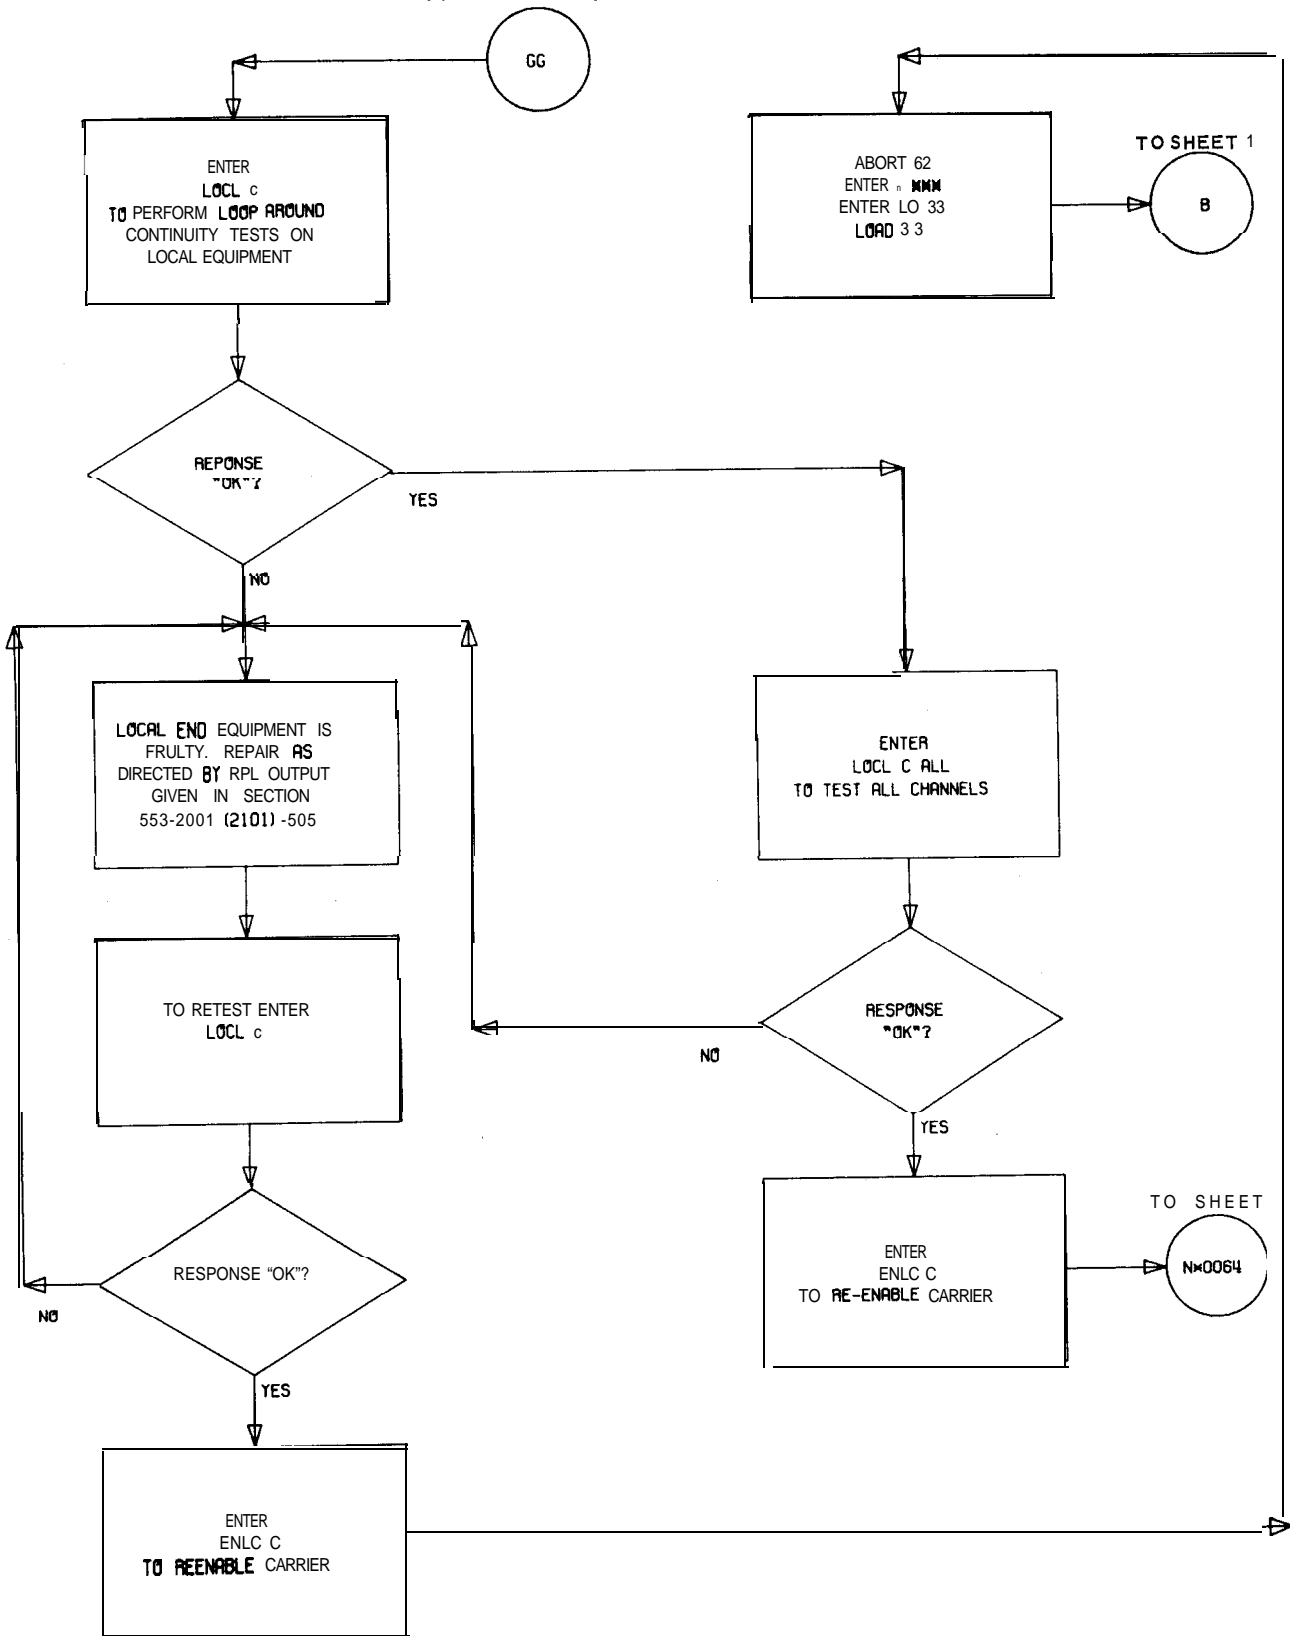 GG
ENTER
LOCL c
TO PERFORM LOOP AROUND
CONTINUITY TESTS ON
LOCAL EQUIPMENT
TO SHEET 1
ABORT 62
ENTER n ***
ENTER LO 33
LOAD 3 3
B
REPONSE
"OK"?
YES
NO
LOCAL END EQUIPMENT IS
FRULTY. REPAIR AS
DIRECTED BY RPL OUTPUT
GIVEN IN SECTION
553-2001 (2101) -505
ENTER
LOCL C ALL
TO TEST ALL CHANNELS
TO RETEST ENTER
LOCL c
RESPONSE
"OK"?
NO
YES
RESPONSE “OK”?
NO
YES
ENTER
ENLC C
TO RE-ENABLE CARRIER
TO SHEET
N*0064
ENTER
ENLC C
TO REENABLE CARRIER